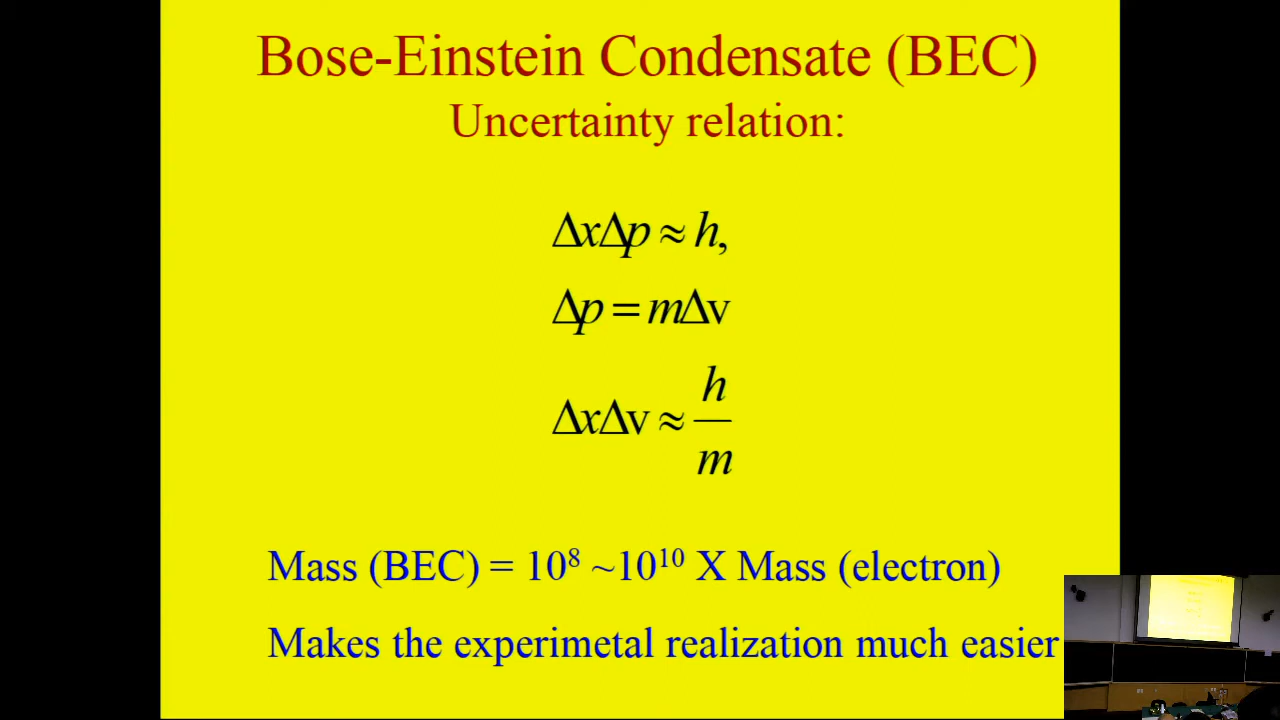 Bose-Einstein Condensate (BEC)
Uncertainty relation:
ΔxΔp ≈ h,
Δp = mΔv
ΔxΔv ≈ h/m
Mass (BEC) = 10⁸ ~10¹⁰ X Mass (electron)
Makes the experimetal realization much easier